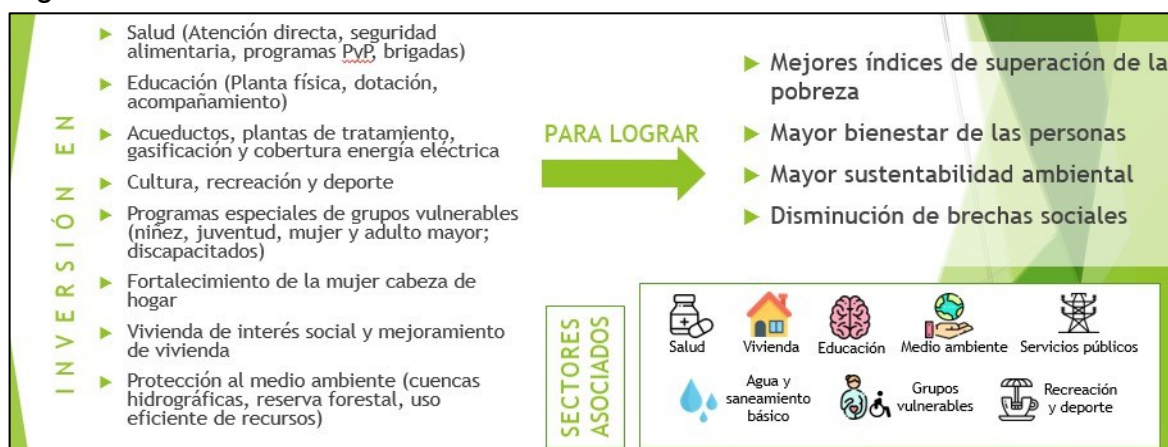 INVERSIÓN EN
Salud (Atención directa, seguridad
alimentaria, programas PyP, brigadas)
Educación (Planta física, dotación,
acompañamiento)
Acueductos, plantas de tratamiento,
gasificación y cobertura energía eléctrica
Cultura, recreación y deporte
Programas especiales de grupos vulnerables
(niñez, juventud, mujer y adulto mayor;
discapacitados)
Fortalecimiento de la mujer cabeza de
hogar
Vivienda de interés social y mejoramiento
de vivienda
Protección al medio ambiente (cuencas
hidrográficas, reserva forestal, uso
eficiente de recursos)
PARA LOGRAR
Mejores índices de superación de la
pobreza
Mayor bienestar de las personas
Mayor sustentabilidad ambiental
Disminución de brechas sociales
SECTORES
ASOCIADOS
Salud
Vivienda
Educación
Medio ambiente
Servicios públicos
Agua y
saneamiento
básico
Grupos
vulnerables
Recreación
y deporte